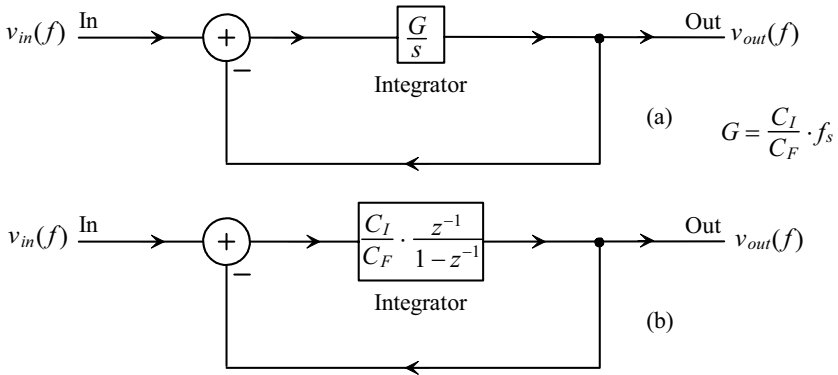 v_in(f) In + − G/s Out v_out(f)
Integrator
(a) G = C_I/C_F · f_s
v_in(f) In + − C_I/C_F · z^{-1}/(1 − z^{-1}) Out v_out(f)
Integrator
(b)